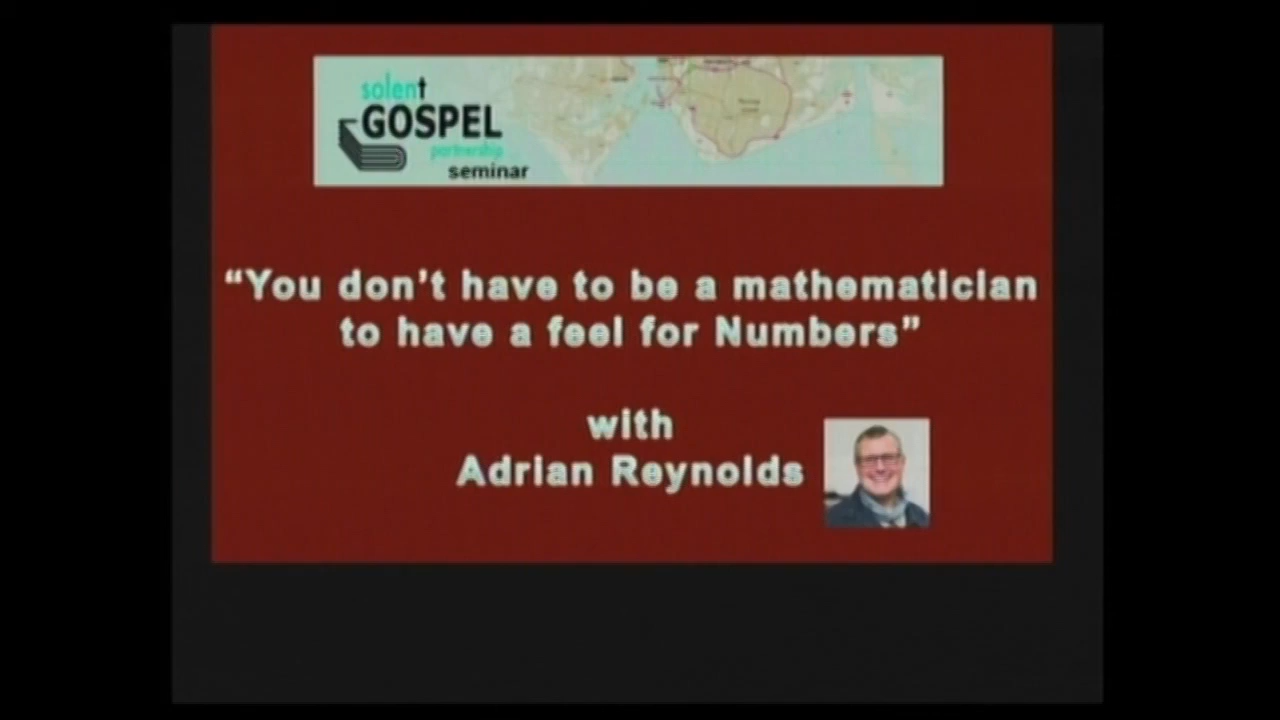 solent
GOSPEL
partnership
seminar
“You don’t have to be a mathematician
to have a feel for Numbers”
with
Adrian Reynolds